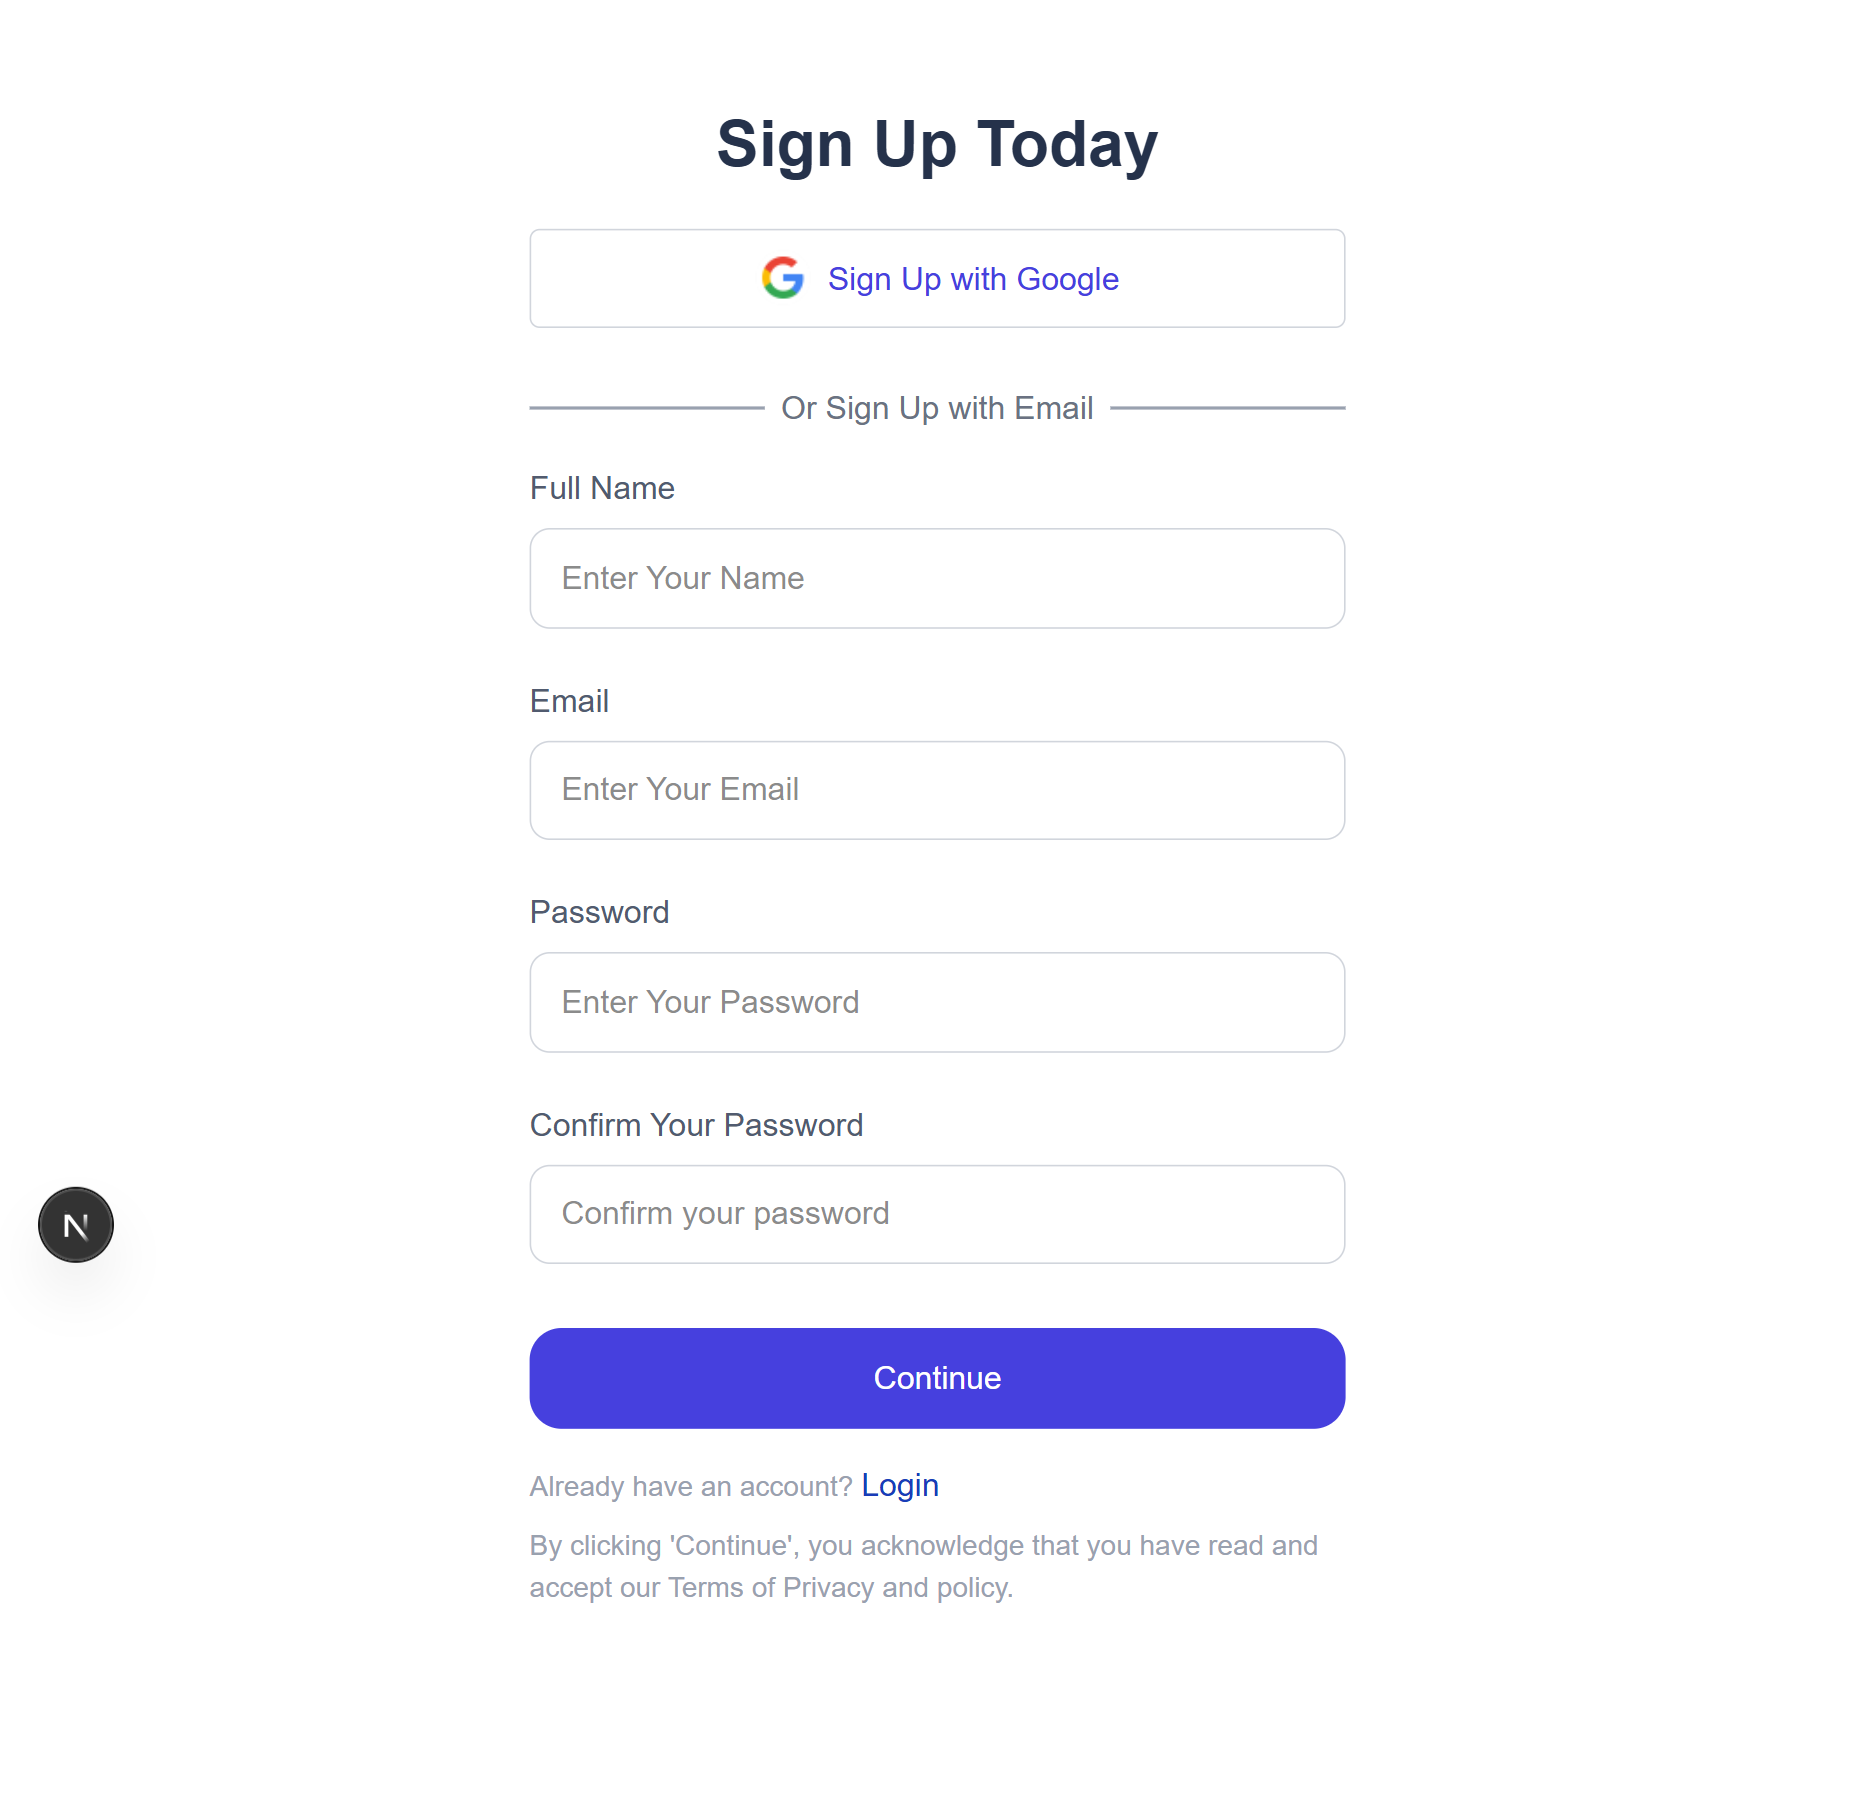 Sign Up Today
Sign Up with Google
Or Sign Up with Email
Full Name
Enter Your Name
Email
Enter Your Email
Password
Enter Your Password
Confirm Your Password
Confirm your password
N
Continue
Already have an account? Login
By clicking 'Continue', you acknowledge that you have read and
accept our Terms of Privacy and policy.